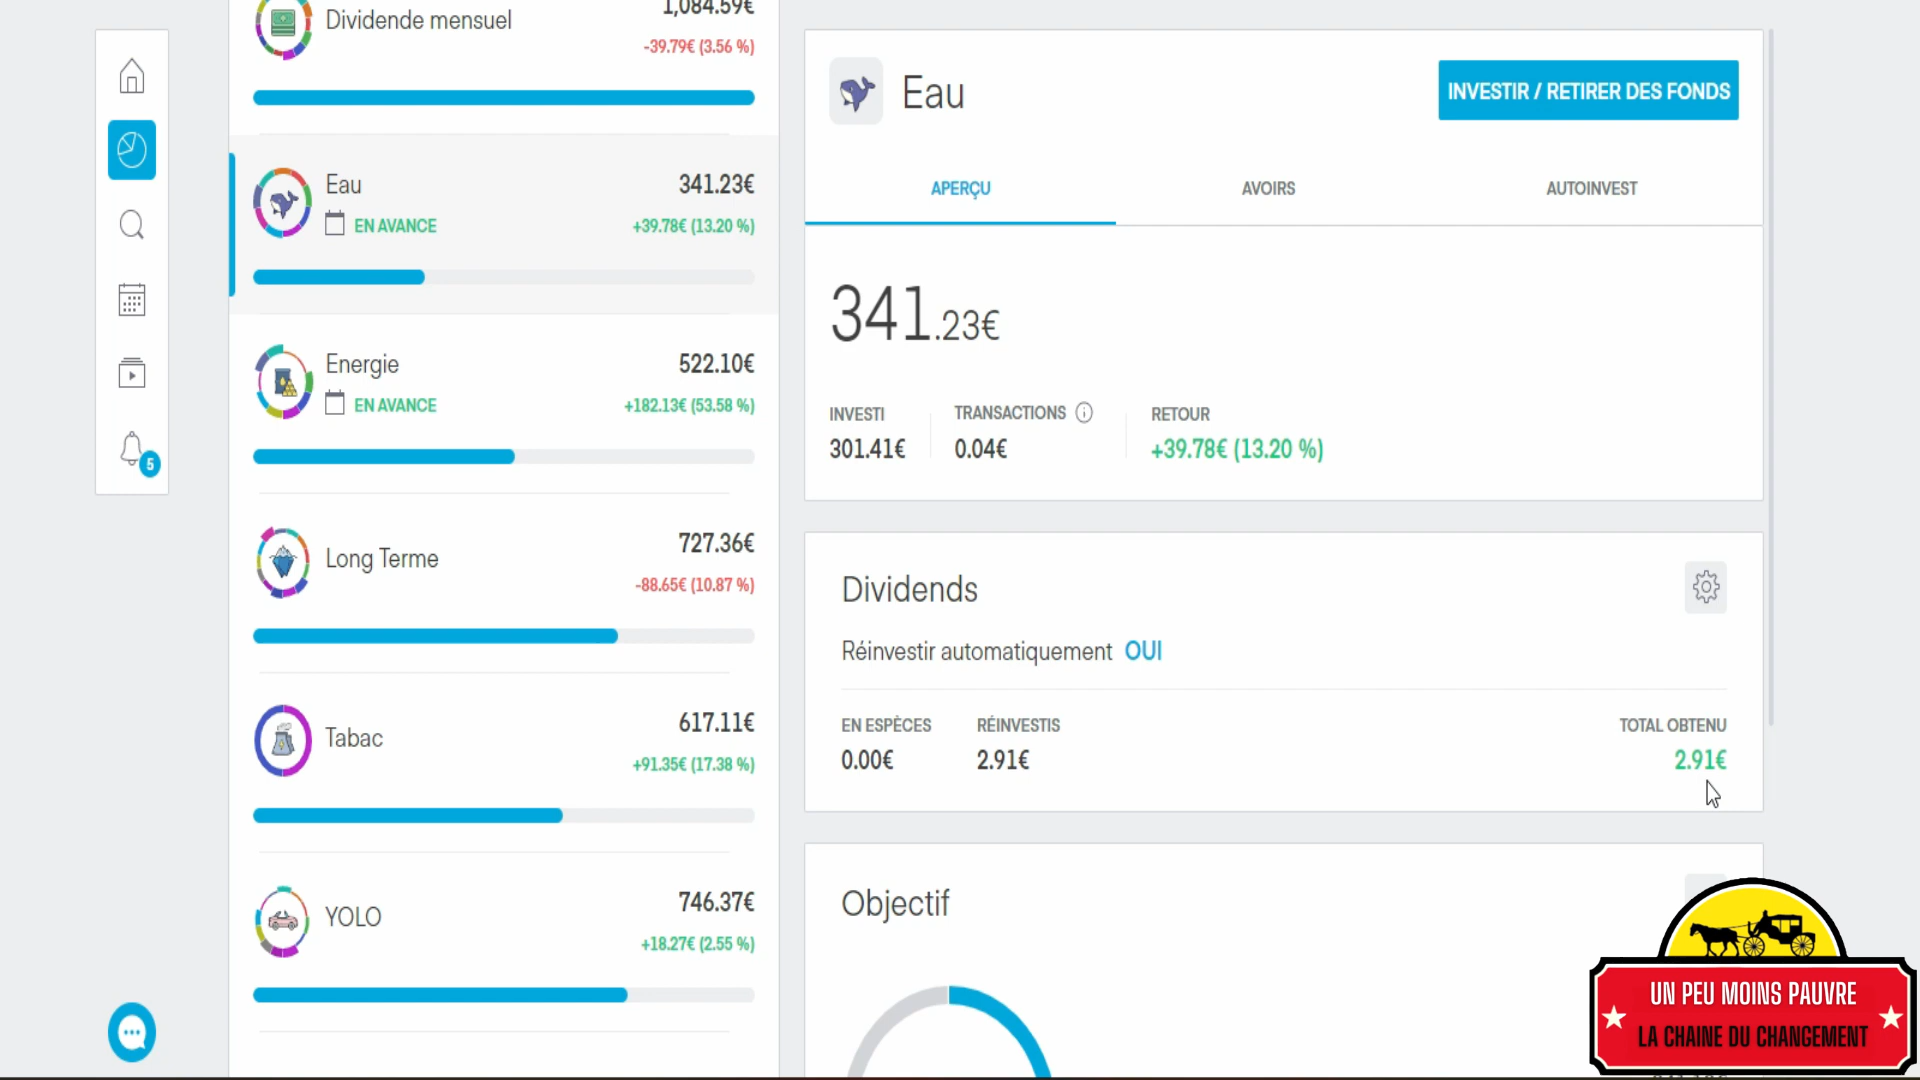 Dividende mensuel
1,084.59€
-39.79€ (3.56 %)
Eau
341.23€
EN AVANCE
+39.78€ (13.20 %)
Energie
522.10€
EN AVANCE
+182.13€ (53.58 %)
Long Terme
727.36€
-88.65€ (10.87 %)
Tabac
617.11€
+91.35€ (17.38 %)
YOLO
746.37€
+18.27€ (2.55 %)
5
Eau
INVESTIR / RETIRER DES FONDS
APERÇU
AVOIRS
AUTOINVEST
341.23€
INVESTI
TRANSACTIONS
RETOUR
301.41€
0.04€
+39.78€ (13.20 %)
Dividends
Réinvestir automatiquement OUI
EN ESPÈCES
RÉINVESTIS
TOTAL OBTENU
0.00€
2.91€
2.91€
Objectif
UN PEU MOINS PAUVRE
LA CHAINE DU CHANGEMENT